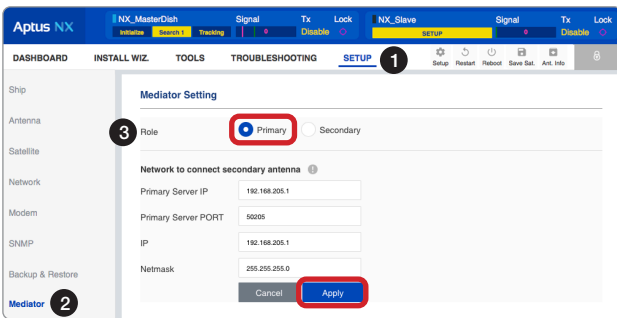 Aptus NX
NX_MasterDish Signal Tx Lock
Initialize Search 1 Tracking 0 Disable
NX_Slave Signal Tx Lock
SETUP 0 Disable
DASHBOARD INSTALL WIZ. TOOLS TROUBLESHOOTING SETUP 1
Setup Restart Reboot Save Sat. Ant. Info
Ship
Antenna
Satellite
Network
Modem
SNMP
Backup & Restore
Mediator 2
Mediator Setting
3 Role Primary Secondary
Network to connect secondary antenna !
Primary Server IP 192.168.205.1
Primary Server PORT 50205
IP 192.168.205.1
Netmask 255.255.255.0
Cancel Apply